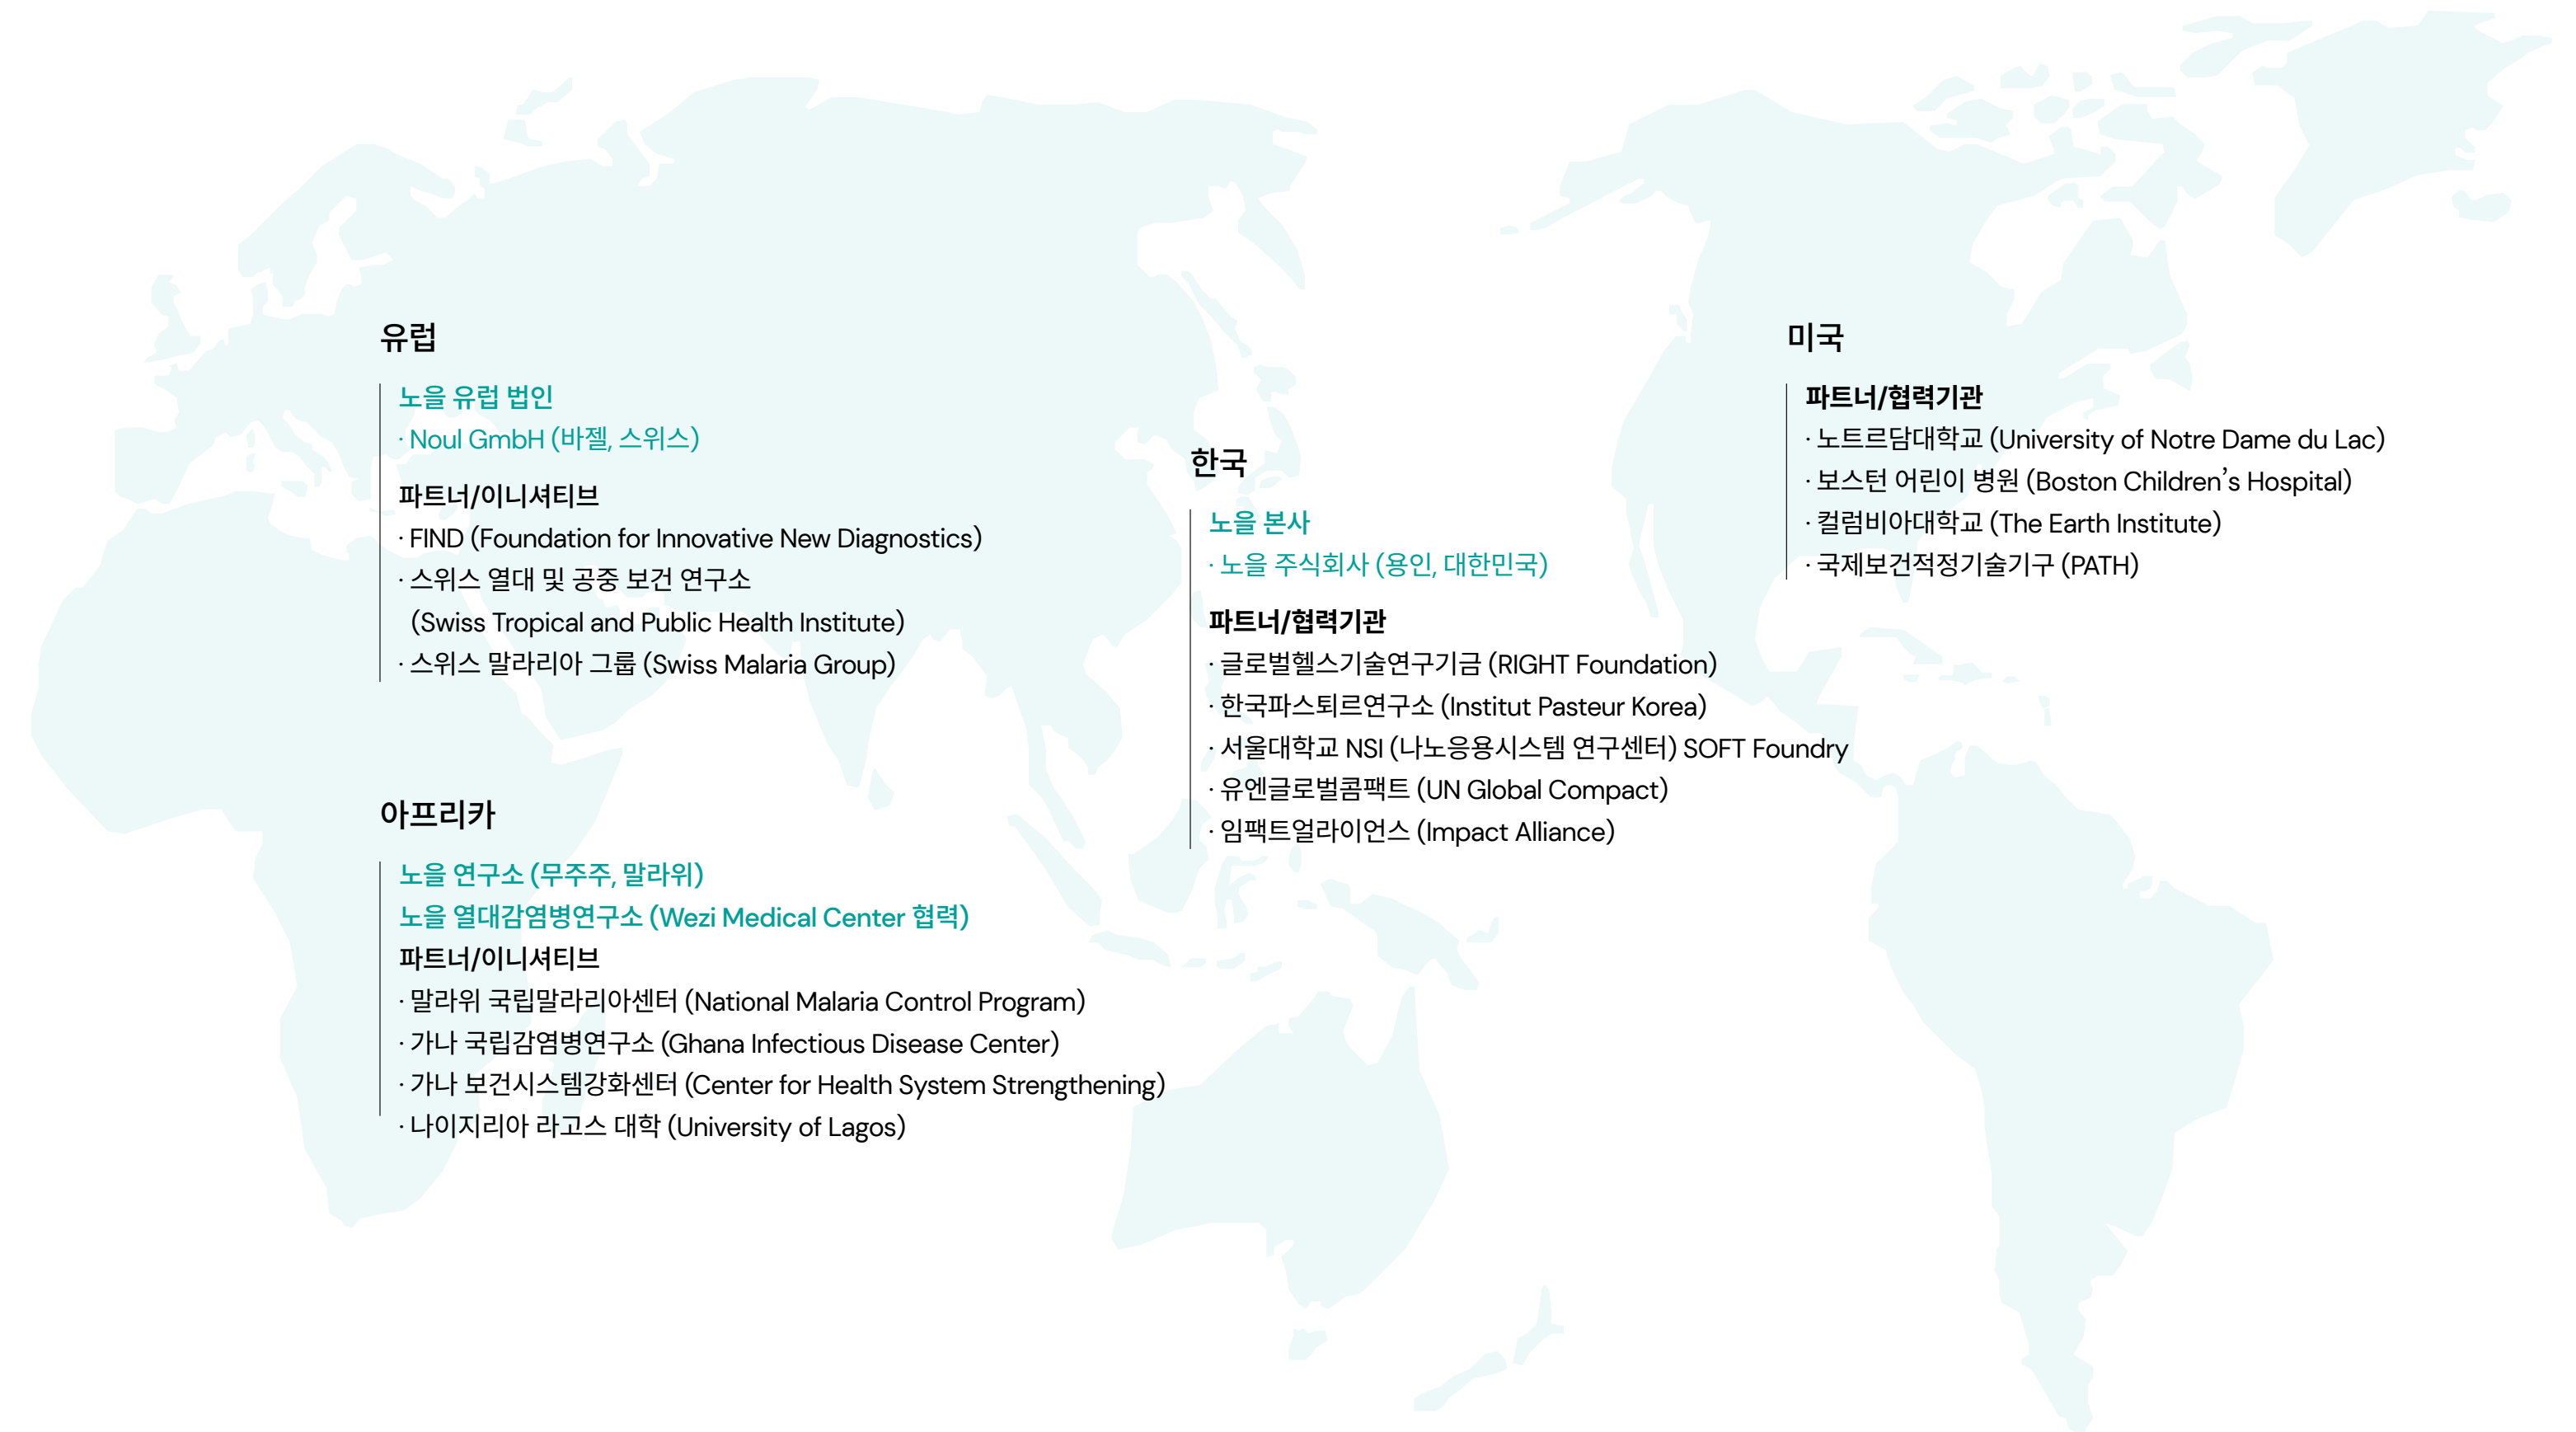 유럽
노을 유럽 법인
· Noul GmbH (바젤, 스위스)
파트너/이니셔티브
· FIND (Foundation for Innovative New Diagnostics)
· 스위스 열대 및 공중 보건 연구소
(Swiss Tropical and Public Health Institute)
· 스위스 말라리아 그룹 (Swiss Malaria Group)
아프리카
노을 연구소 (무주주, 말라위)
노을 열대감염병연구소 (Wezi Medical Center 협력)
파트너/이니셔티브
· 말라위 국립말라리아센터 (National Malaria Control Program)
· 가나 국립감염병연구소 (Ghana Infectious Disease Center)
· 가나 보건시스템강화센터 (Center for Health System Strengthening)
· 나이지리아 라고스 대학 (University of Lagos)
한국
노을 본사
· 노을 주식회사 (용인, 대한민국)
파트너/협력기관
· 글로벌헬스기술연구기금 (RIGHT Foundation)
· 한국파스퇴르연구소 (Institut Pasteur Korea)
· 서울대학교 NSI (나노응용시스템 연구센터) SOFT Foundry
· 유엔글로벌콤팩트 (UN Global Compact)
· 임팩트얼라이언스 (Impact Alliance)
미국
파트너/협력기관
· 노트르담대학교 (University of Notre Dame du Lac)
· 보스턴 어린이 병원 (Boston Children’s Hospital)
· 컬럼비아대학교 (The Earth Institute)
· 국제보건적정기술기구 (PATH)